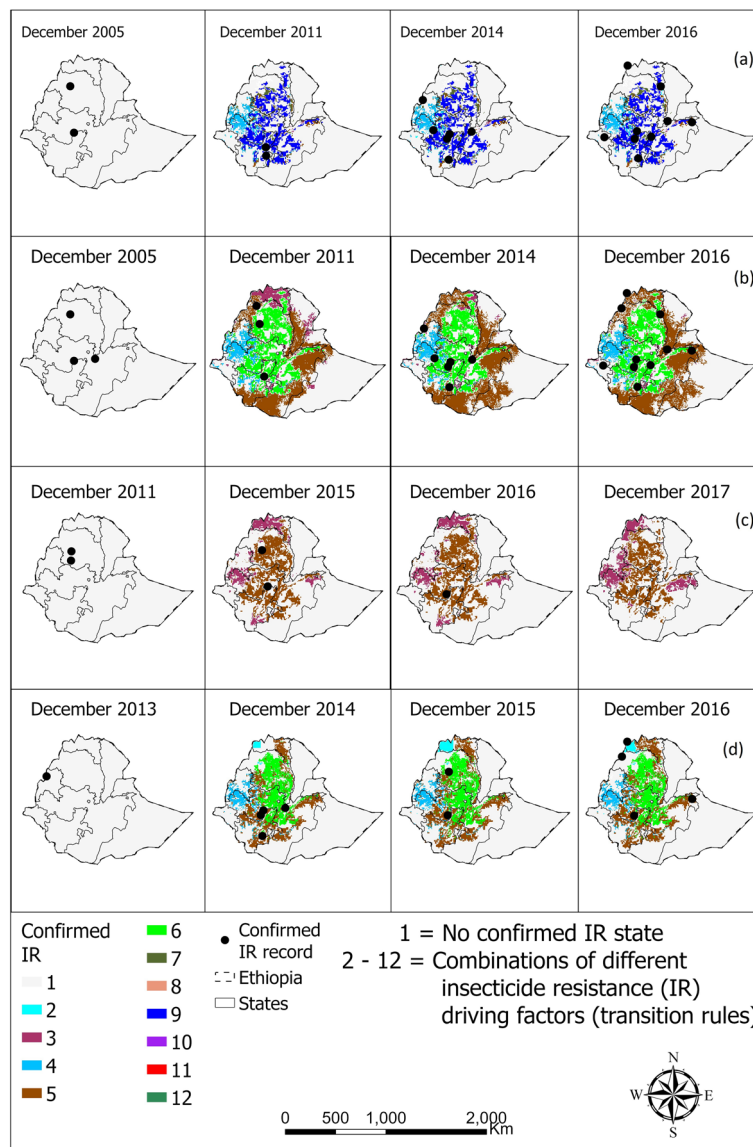 December 2005
December 2011
December 2014
December 2016
(a)
December 2005
December 2011
December 2014
December 2016
(b)
December 2011
December 2015
December 2016
December 2017
(c)
December 2013
December 2014
December 2015
December 2016
(d)
Confirmed
IR
1
2
3
4
5
6
7
8
9
10
11
12
Confirmed
IR record
Ethiopia
States
1 = No confirmed IR state
2 - 12 = Combinations of different
insecticide resistance (IR)
driving factors (transition rules)
N
W E
S
0 500 1,000 2,000
Km